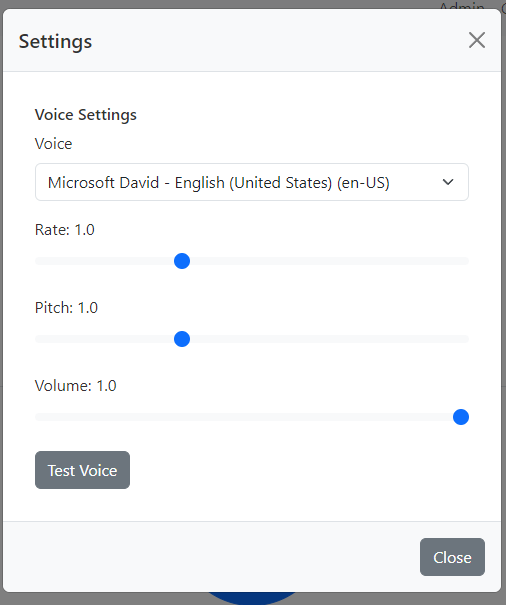 Admin
Settings
Voice Settings
Voice
Microsoft David - English (United States) (en-US)
Rate: 1.0
Pitch: 1.0
Volume: 1.0
Test Voice
Close